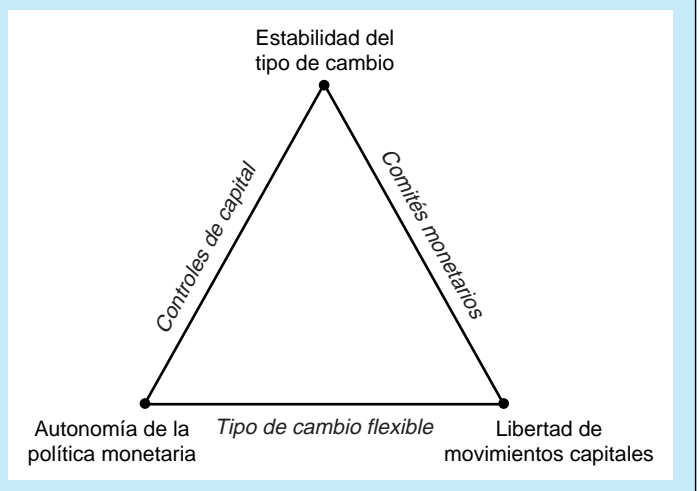 Estabilidad del
tipo de cambio
Controles de capital
Comités monetarios
Autonomía de la
política monetaria
Tipo de cambio flexible
Libertad de
movimientos capitales